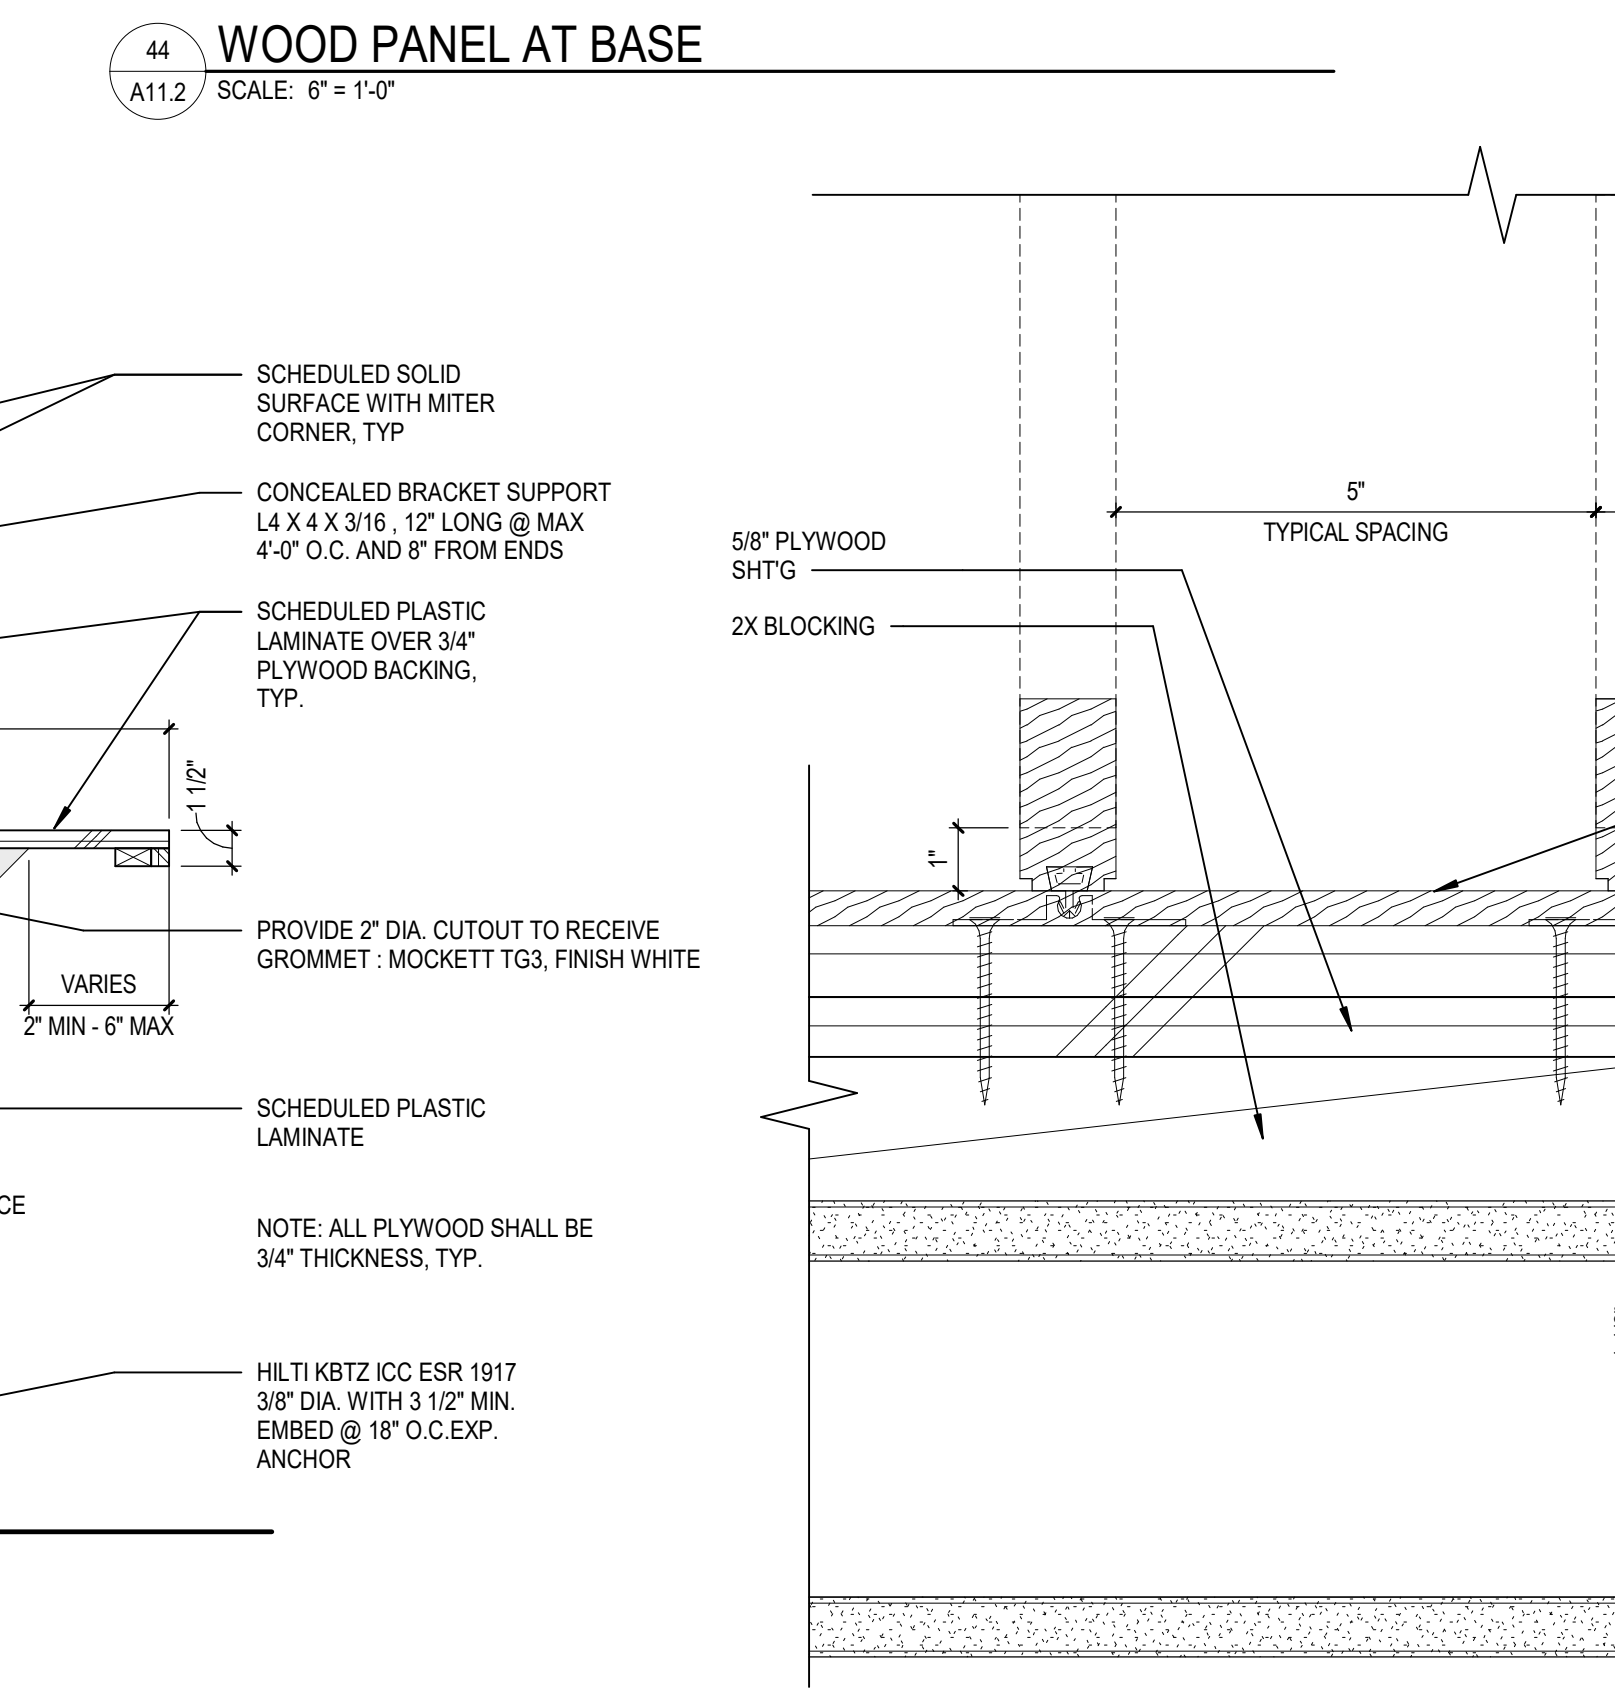 44
A11.2
WOOD PANEL AT BASE
SCALE: 6" = 1'-0"
SCHEDULED SOLID
SURFACE WITH MITER
CORNER, TYP
CONCEALED BRACKET SUPPORT
L4 X 4 X 3/16 , 12" LONG @ MAX
4'-0" O.C. AND 8" FROM ENDS
SCHEDULED PLASTIC
LAMINATE OVER 3/4"
PLYWOOD BACKING,
TYP.
1 1/2"
PROVIDE 2" DIA. CUTOUT TO RECEIVE
GROMMET : MOCKETT TG3, FINISH WHITE
VARIES
2" MIN - 6" MAX
SCHEDULED PLASTIC
LAMINATE
CE
NOTE: ALL PLYWOOD SHALL BE
3/4" THICKNESS, TYP.
HILTI KBTZ ICC ESR 1917
3/8" DIA. WITH 3 1/2" MIN.
EMBED @ 18" O.C.EXP.
ANCHOR
5"
TYPICAL SPACING
5/8" PLYWOOD
SHT'G
2X BLOCKING
1"